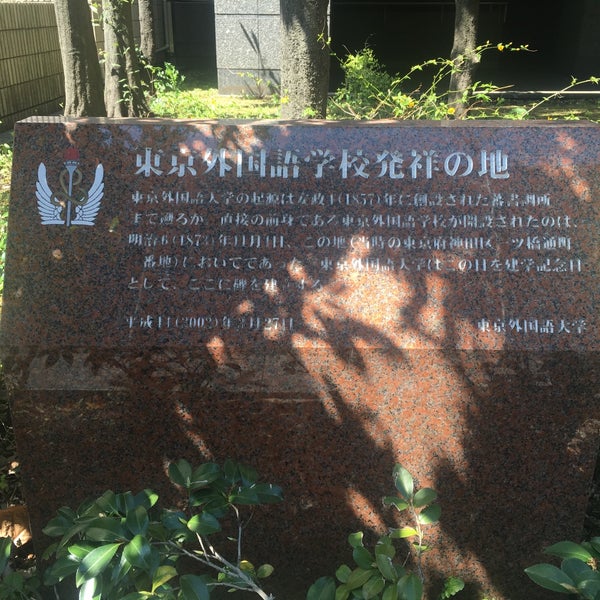 東京外国語学校発祥の地
東京外国語大学の起源は安政4(1857)年に創設された蕃書調所
まで遡るが、直接の前身である東京外国語学校が開設されたのは、
明治6(1873)年11月4日、この地(当時の東京府神田区一ツ橋通町
一番地)においてであった。東京外国語大学はこの日を建学記念日
として、ここに碑を建てる。
平成14(2002)年3月27日
東京外国語大学